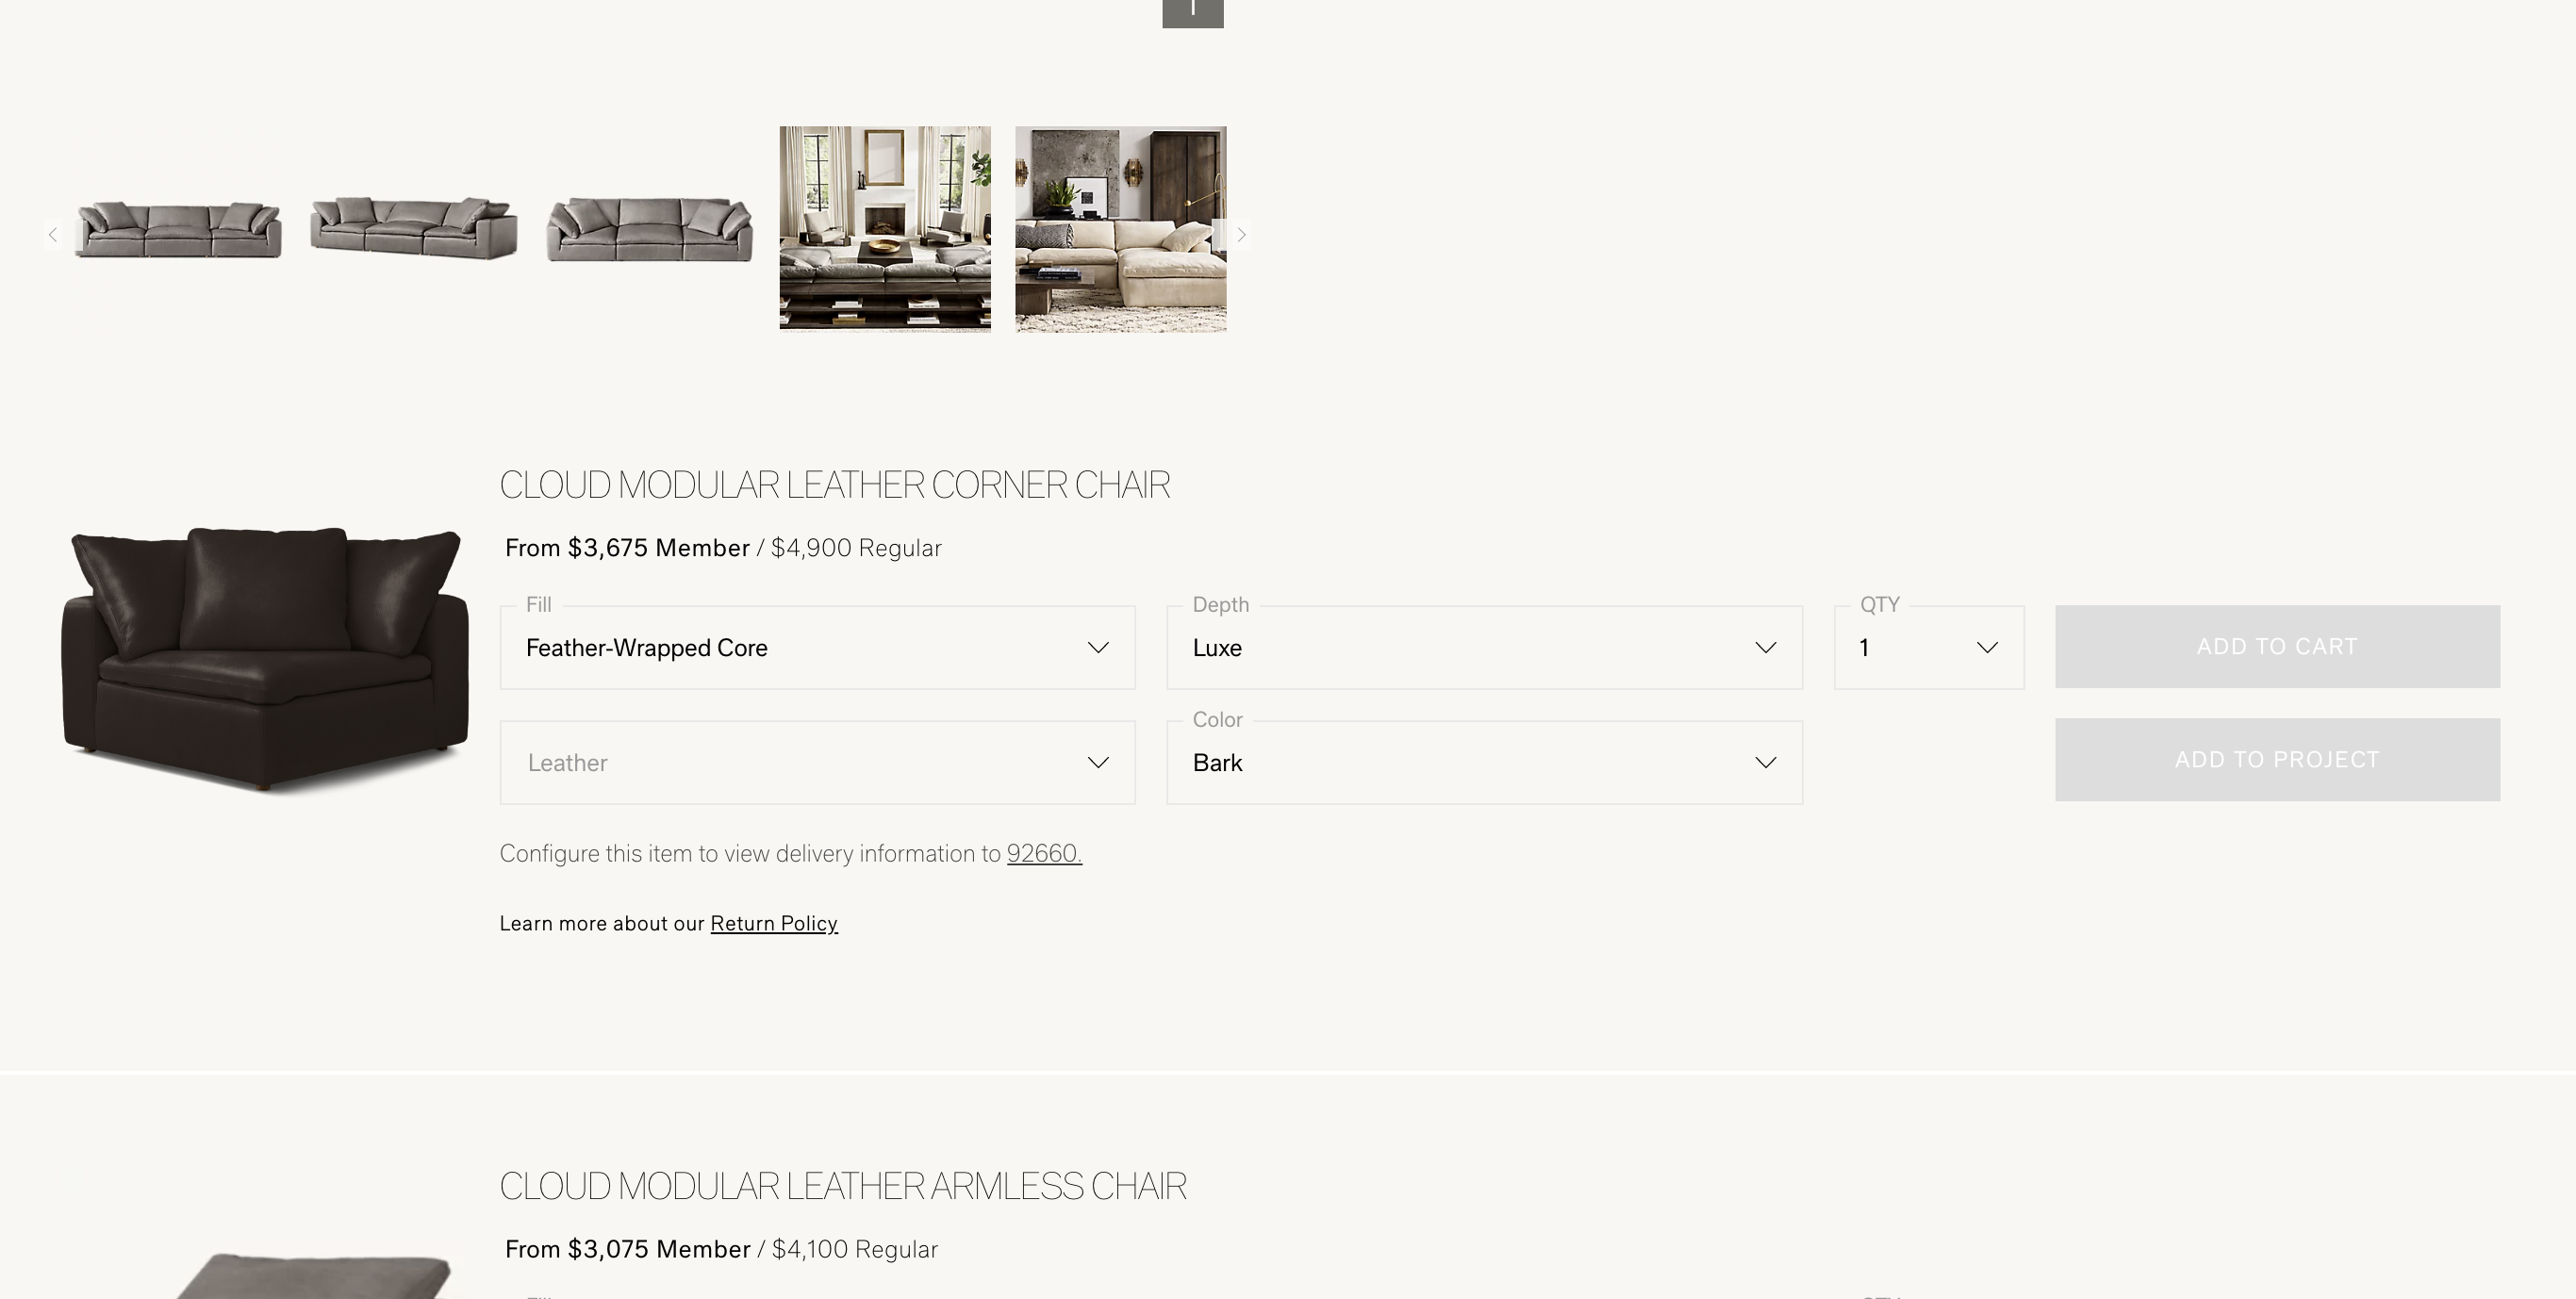 CLOUD MODULAR LEATHER CORNER CHAIR
From $3,675 Member / $4,900 Regular
Fill
Feather-Wrapped Core
Depth
Luxe
QTY
1
ADD TO CART
Leather
Color
Bark
ADD TO PROJECT
Configure this item to view delivery information to 92660.
Learn more about our Return Policy
CLOUD MODULAR LEATHER ARMLESS CHAIR
From $3,075 Member / $4,100 Regular